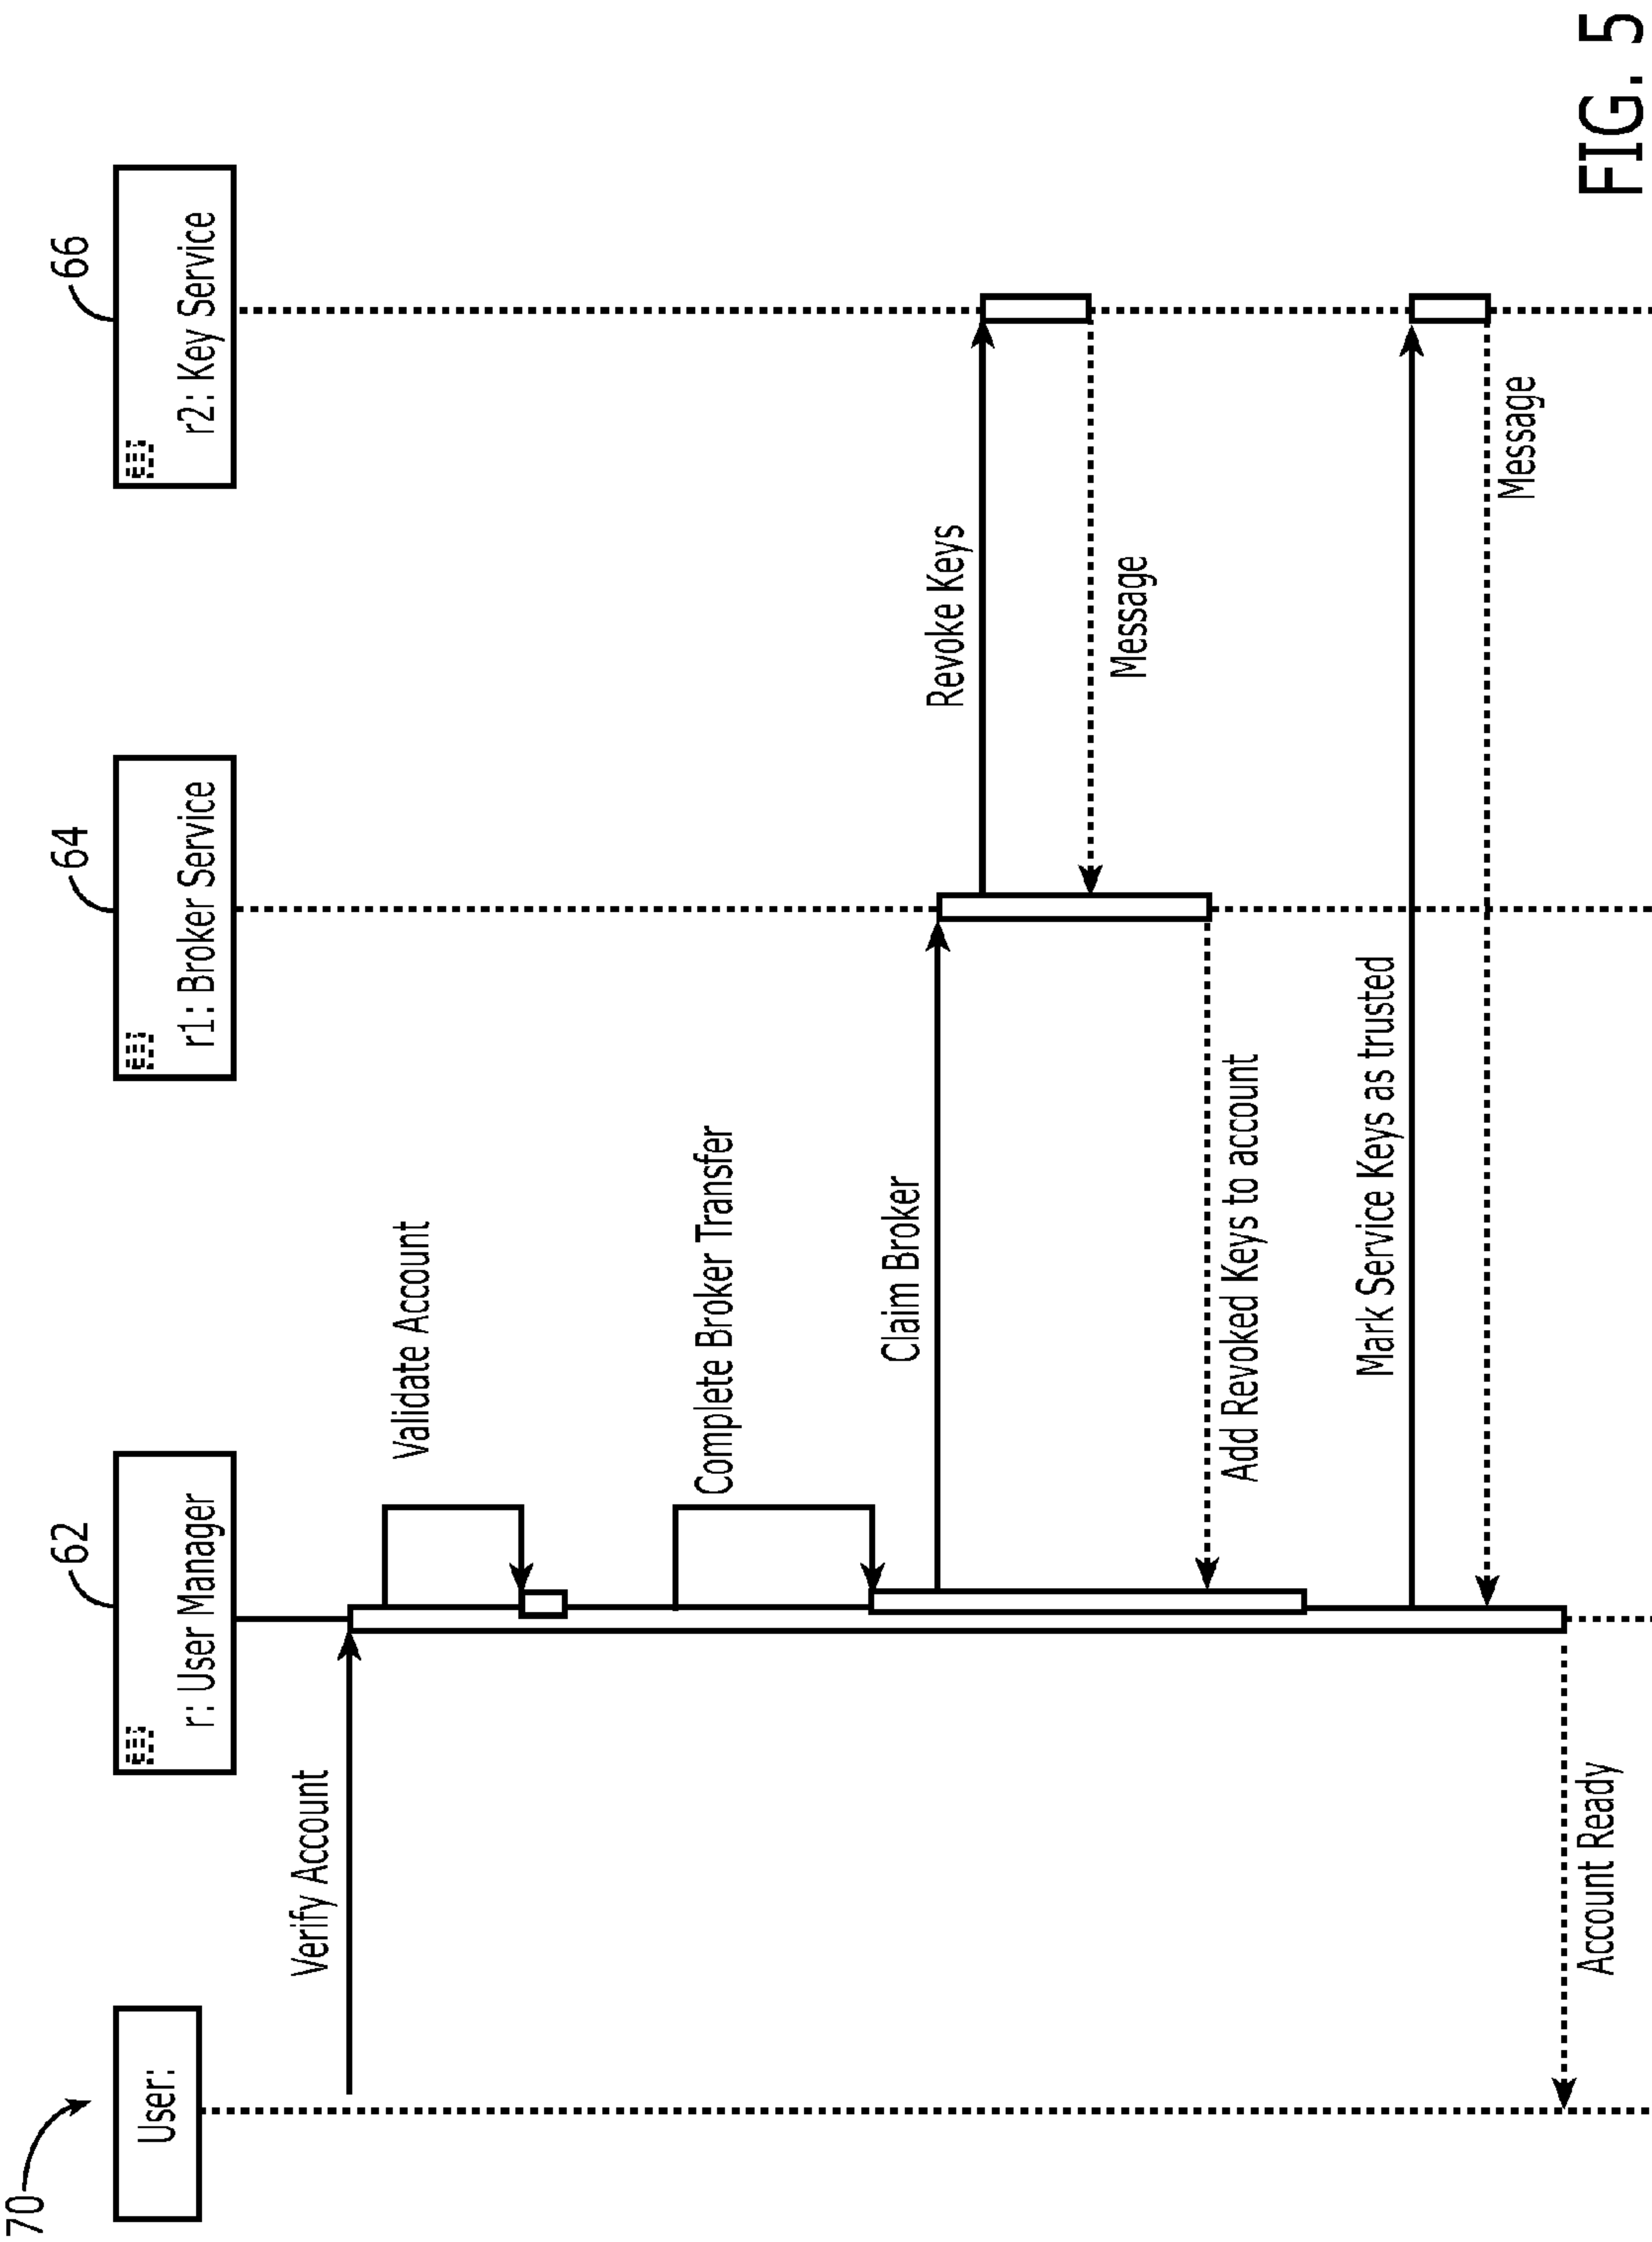 70
User:
62
r: User Manager
64
r1: Broker Service
66
r2: Key Service
Verify Account
Validate Account
Complete Broker Transfer
Claim Broker
Revoke Keys
Message
Add Revoked Keys to account
Mark Service Keys as trusted
Message
Account Ready
FIG. 5